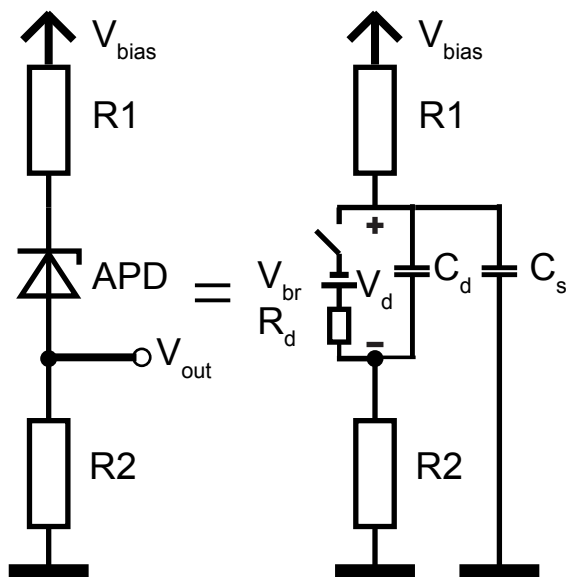 V_bias
R1
APD
V_out
R2
=
V_bias
R1
+
V_br
V_d
C_d
C_s
R_d
−
R2